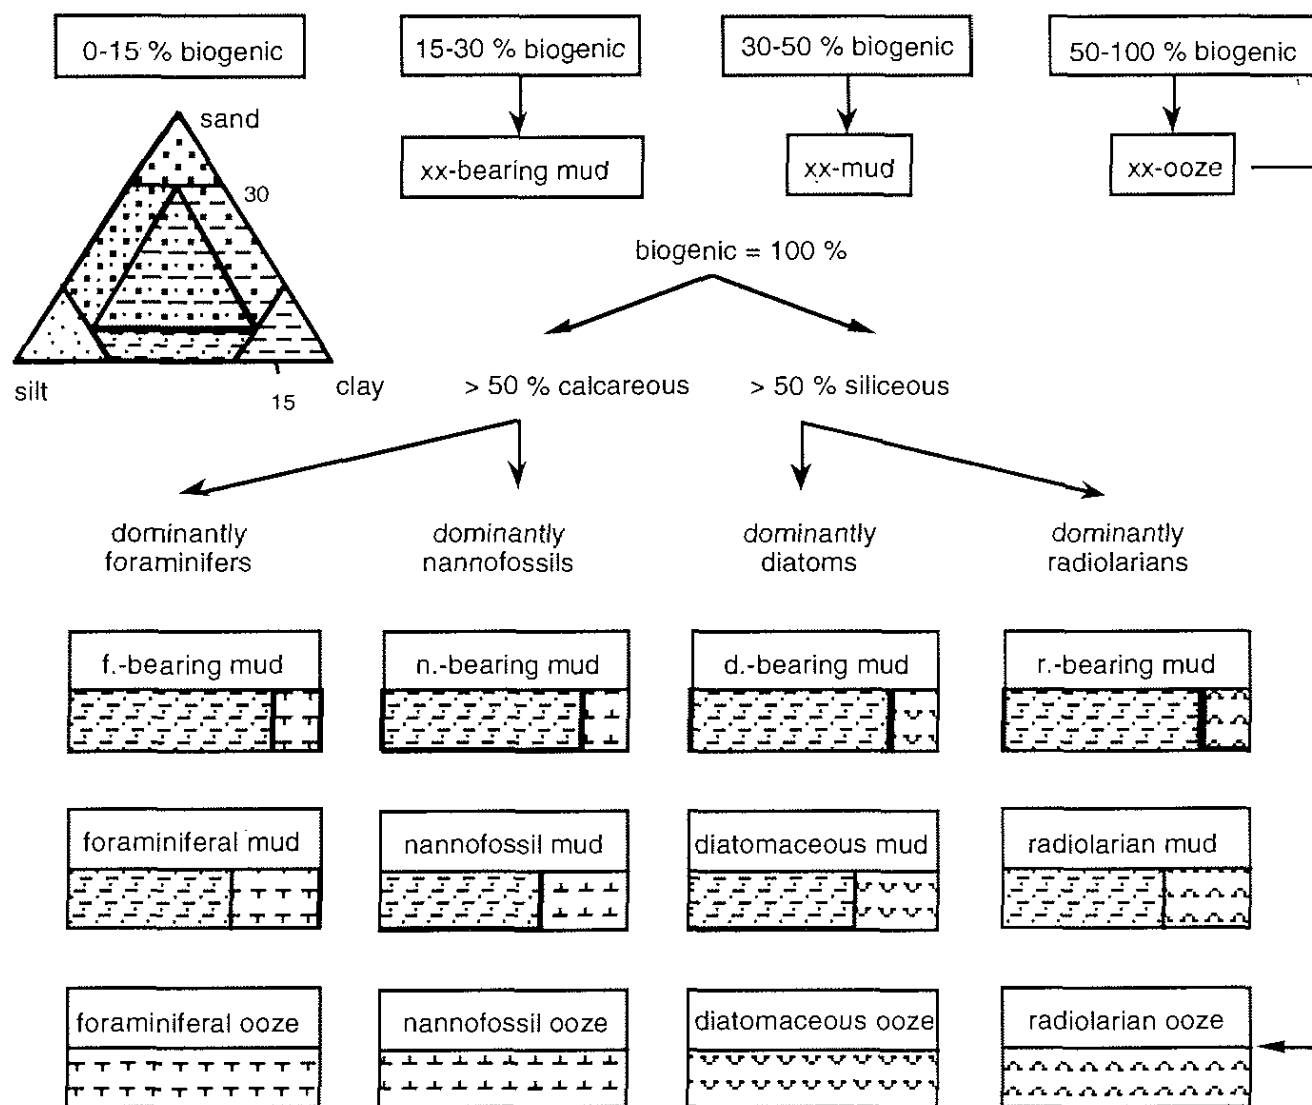 0-15 % biogenic
15-30 % biogenic
30-50 % biogenic
50-100 % biogenic
sand
30
silt
15
clay
xx-bearing mud
xx-mud
xx-ooze
biogenic = 100 %
> 50 % calcareous
> 50 % siliceous
dominantly
foraminifers
dominantly
nannofossils
dominantly
diatoms
dominantly
radiolarians
f.-bearing mud
n.-bearing mud
d.-bearing mud
r.-bearing mud
foraminiferal mud
nannofossil mud
diatomaceous mud
radiolarian mud
foraminiferal ooze
nannofossil ooze
diatomaceous ooze
radiolarian ooze